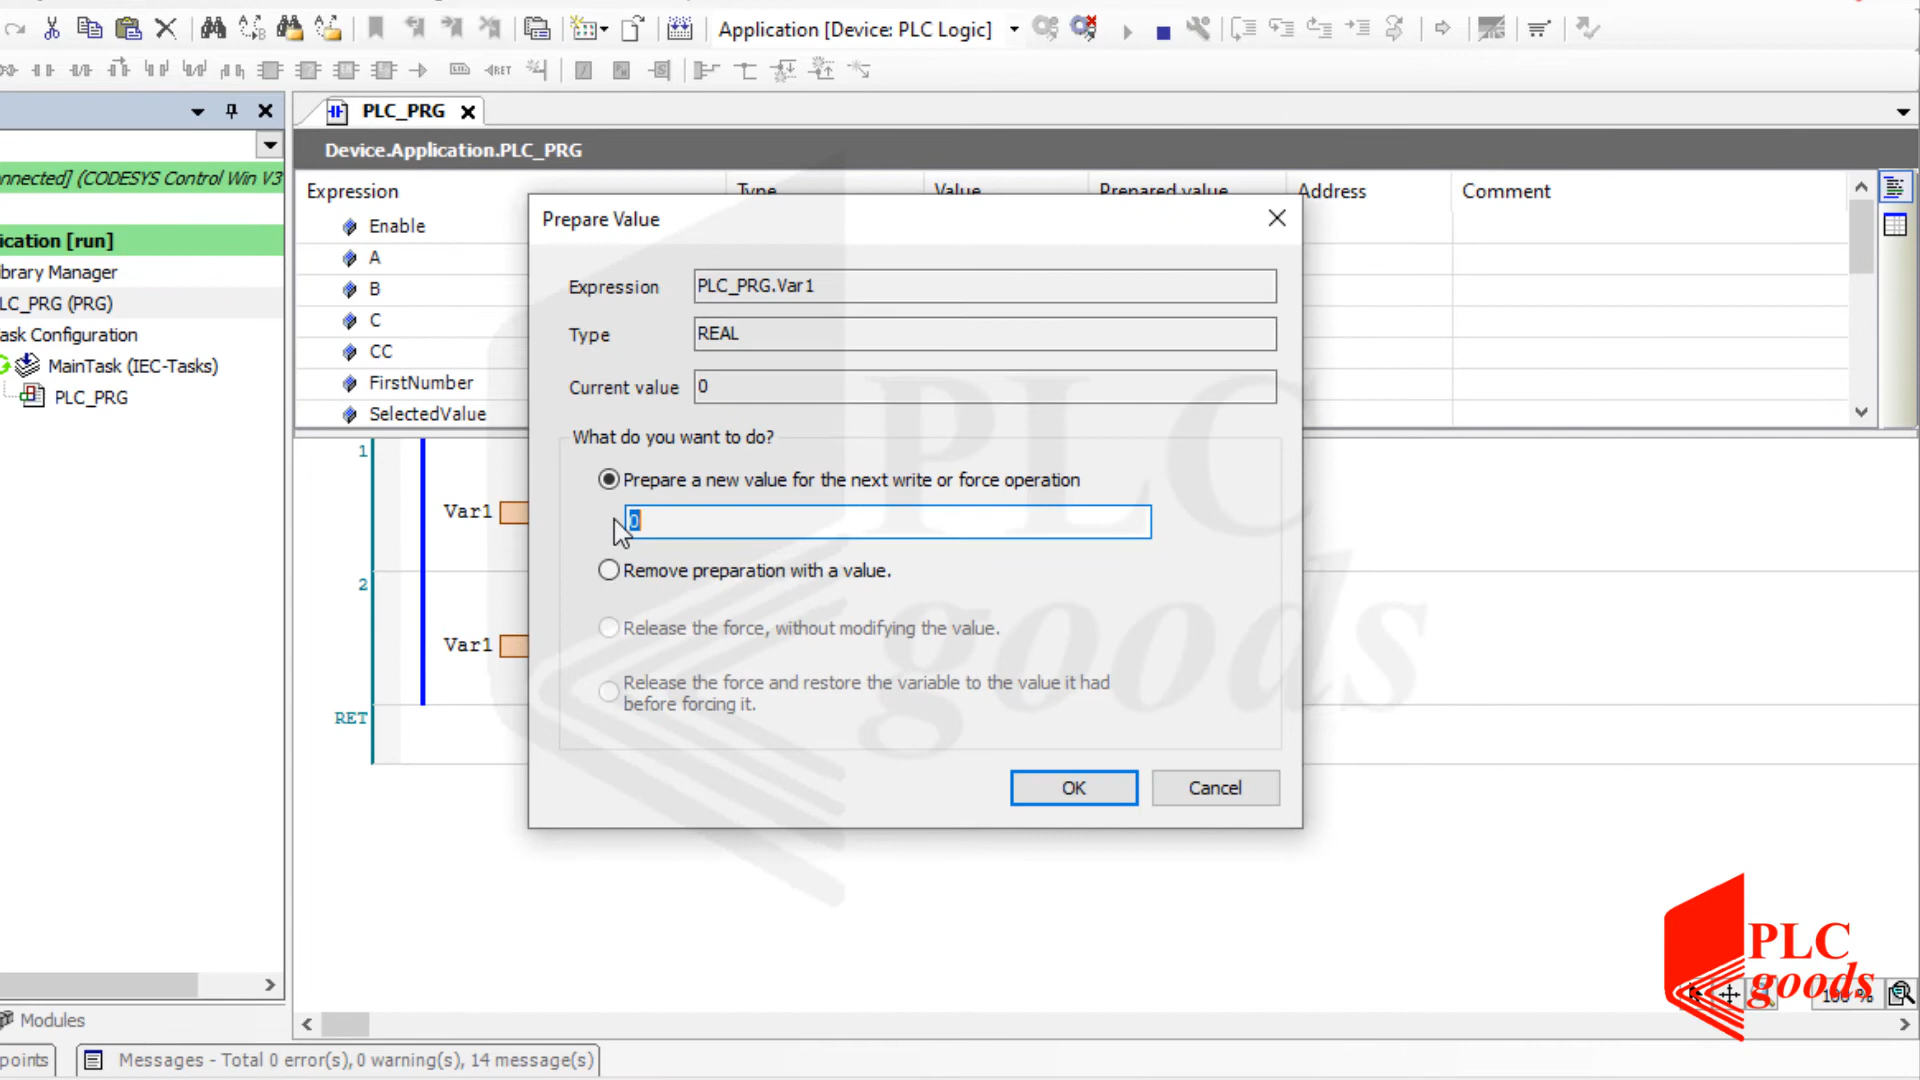 Application [Device: PLC Logic]
PLC_PRG
Device.Application.PLC_PRG
nnected] (CODESYS Control Win V3
ication [run]
ibrary Manager
LC_PRG (PRG)
ask Configuration
MainTask (IEC-Tasks)
PLC_PRG
Expression Type Value Prepared value Address Comment
Enable
A
B
C
CC
FirstNumber
SelectedValue
Prepare Value
Expression PLC_PRG.Var1
Type REAL
Current value 0
What do you want to do?
Prepare a new value for the next write or force operation
0
Remove preparation with a value.
Release the force, without modifying the value.
Release the force and restore the variable to the value it had
before forcing it.
OK Cancel
1
Var1
2
Var1
RET
PLC
goods
PLC
goods
100 %
Modules
points
Messages - Total 0 error(s), 0 warning(s), 14 message(s)